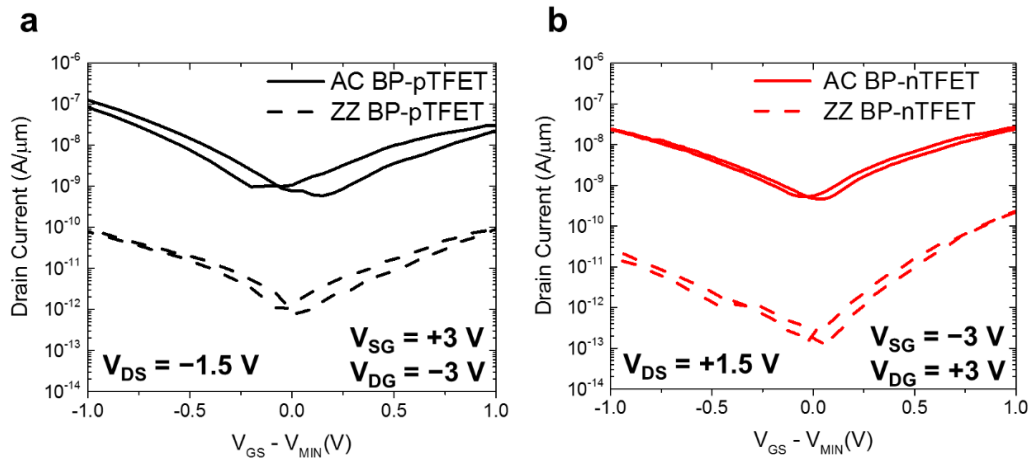 a
b
AC BP-pTFET
ZZ BP-pTFET
V_DS = −1.5 V
V_SG = +3 V
V_DG = −3 V
Drain Current (A/μm)
10^-6
10^-7
10^-8
10^-9
10^-10
10^-11
10^-12
10^-13
10^-14
-1.0
-0.5
0.0
0.5
1.0
V_GS - V_MIN(V)
AC BP-nTFET
ZZ BP-nTFET
V_DS = +1.5 V
V_SG = −3 V
V_DG = +3 V
Drain Current (A/μm)
10^-6
10^-7
10^-8
10^-9
10^-10
10^-11
10^-12
10^-13
10^-14
-1.0
-0.5
0.0
0.5
1.0
V_GS - V_MIN(V)